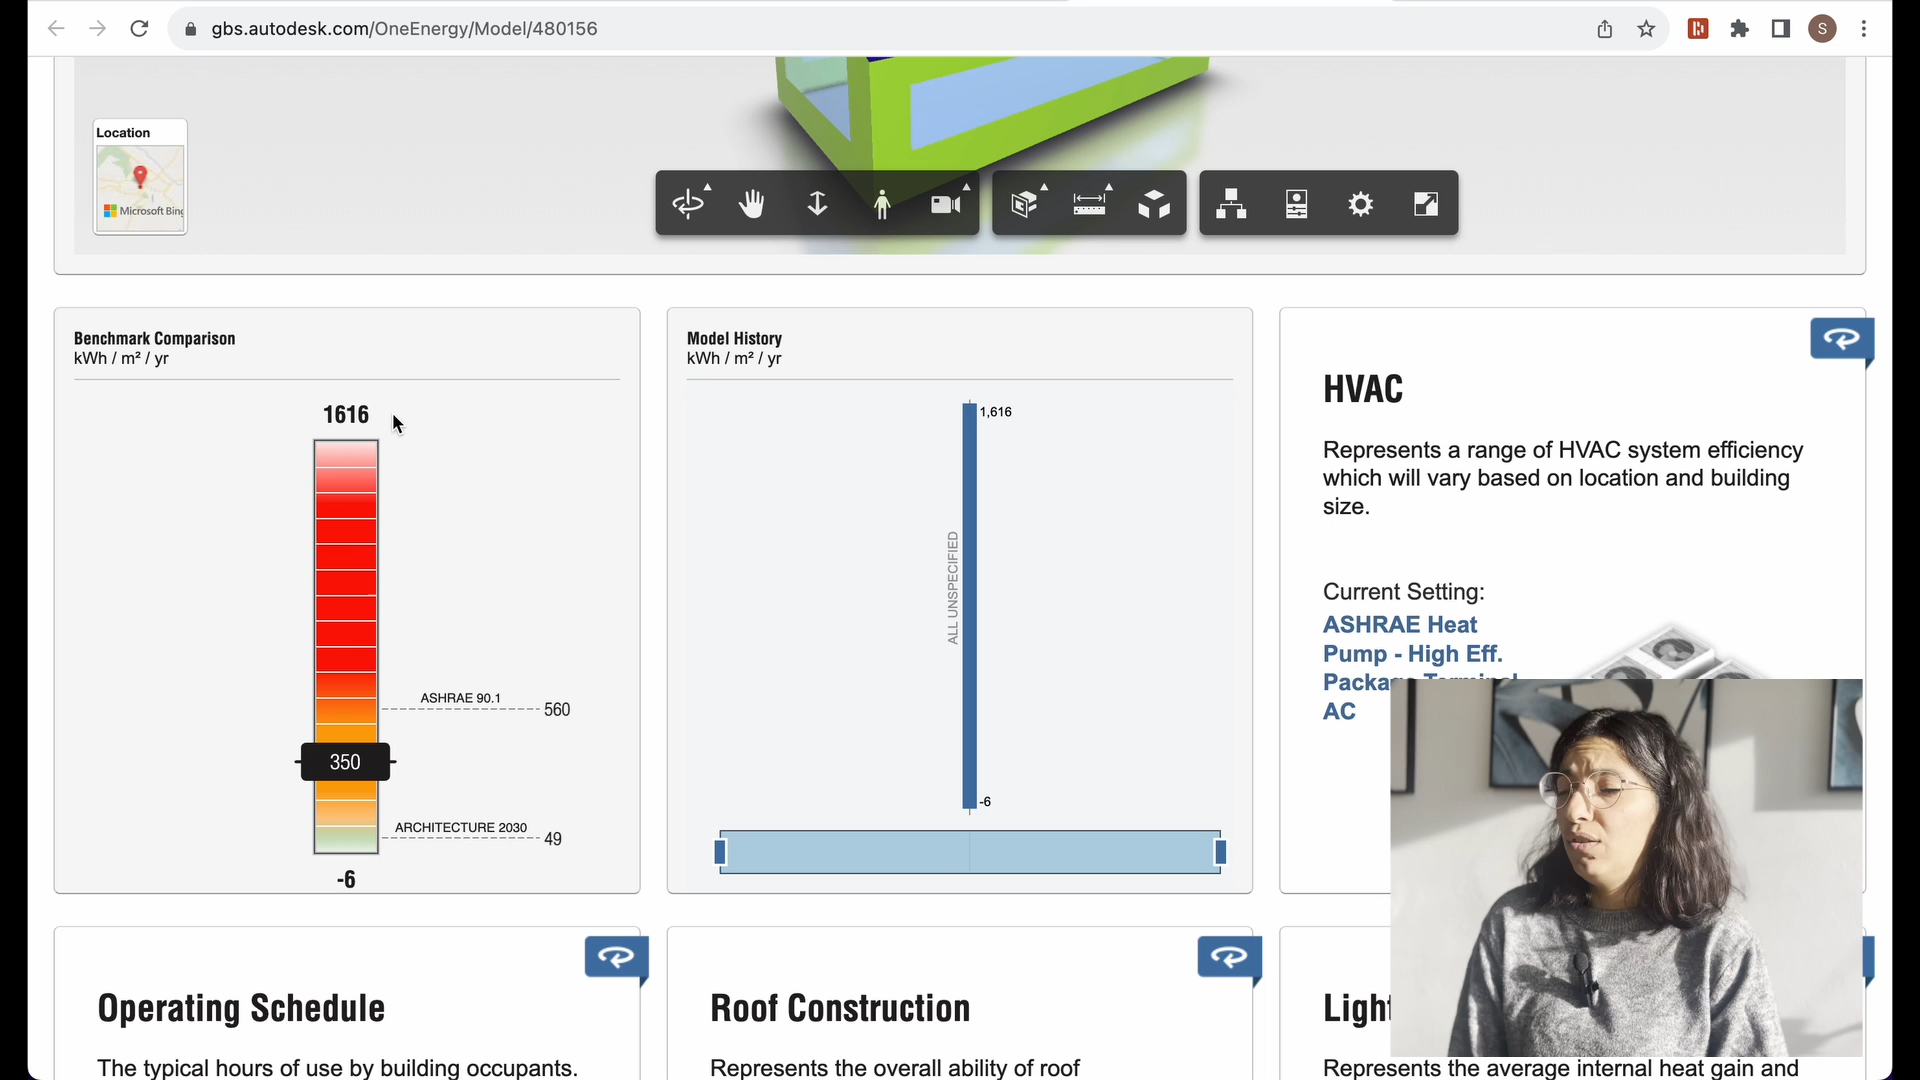 gbs.autodesk.com/OneEnergy/Model/480156
S
Location
Microsoft Bing
Benchmark Comparison
kWh / m² / yr
1616
ASHRAE 90.1
560
350
ARCHITECTURE 2030
49
-6
Model History
kWh / m² / yr
1,616
ALL UNSPECIFIED
-6
HVAC
Represents a range of HVAC system efficiency
which will vary based on location and building
size.
Current Setting:
ASHRAE Heat
Pump - High Eff.
Package Terminal
AC
Operating Schedule
The typical hours of use by building occupants.
Roof Construction
Represents the overall ability of roof
Light
Represents the average internal heat gain and